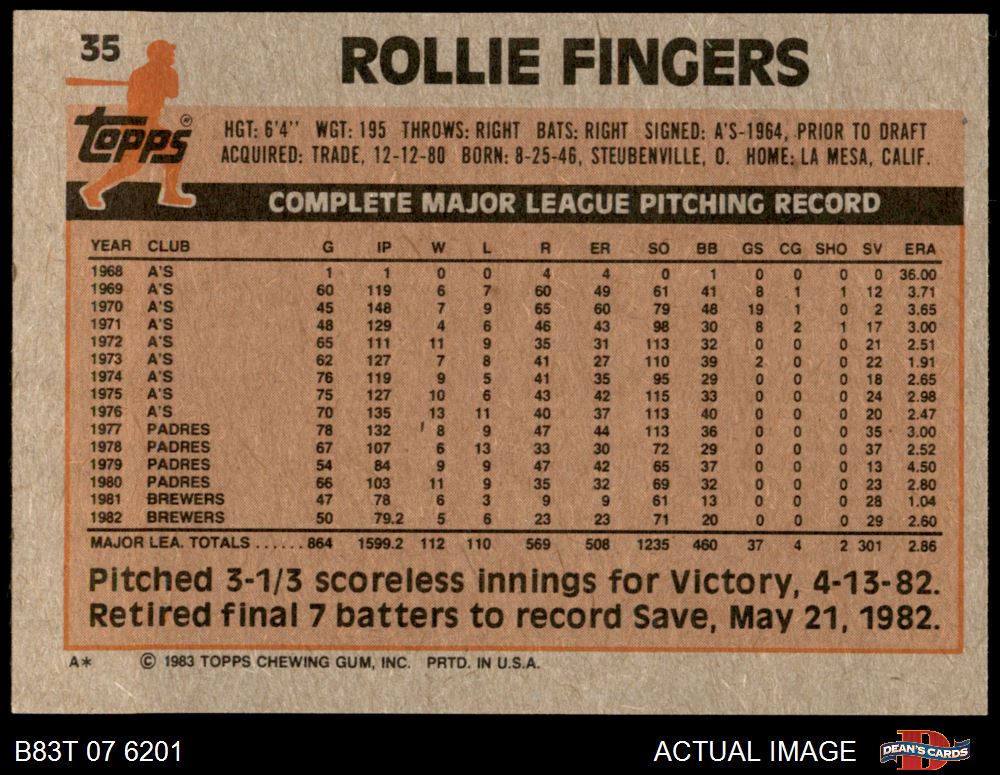 35
ROLLIE FINGERS
Topps®
HGT: 6'4'' WGT: 195 THROWS: RIGHT BATS: RIGHT SIGNED: A'S-1964, PRIOR TO DRAFT
ACQUIRED: TRADE, 12-12-80 BORN: 8-25-46, STEUBENVILLE, O. HOME: LA MESA, CALIF.
COMPLETE MAJOR LEAGUE PITCHING RECORD
YEAR CLUB G IP W L R ER SO BB GS CG SHO SV ERA
1968 A'S 1 1 0 0 4 4 0 1 0 0 0 0 36.00
1969 A'S 60 119 6 7 60 49 61 41 8 1 1 12 3.71
1970 A'S 45 148 7 9 65 60 79 48 19 1 0 2 3.65
1971 A'S 48 129 4 6 46 43 98 30 8 2 1 17 3.00
1972 A'S 65 111 11 9 35 31 113 32 0 0 0 21 2.51
1973 A'S 62 127 7 8 41 27 110 39 2 0 0 22 1.91
1974 A'S 76 119 9 5 41 35 95 29 0 0 0 18 2.65
1975 A'S 75 127 10 6 43 42 115 33 0 0 0 24 2.98
1976 A'S 70 135 13 11 40 37 113 40 0 0 0 20 2.47
1977 PADRES 78 132 8 9 47 44 113 36 0 0 0 35 3.00
1978 PADRES 67 107 6 13 33 30 72 29 0 0 0 37 2.52
1979 PADRES 54 84 9 9 47 42 65 37 0 0 0 13 4.50
1980 PADRES 66 103 11 9 35 32 69 32 0 0 0 23 2.80
1981 BREWERS 47 78 6 3 9 9 61 13 0 0 0 28 1.04
1982 BREWERS 50 79.2 5 6 23 23 71 20 0 0 0 29 2.60
MAJOR LEA. TOTALS ......864 1599.2 112 110 569 508 1235 460 37 4 2 301 2.86
Pitched 3-1/3 scoreless innings for Victory, 4-13-82.
Retired final 7 batters to record Save, May 21, 1982.
A* © 1983 TOPPS CHEWING GUM, INC. PRTD. IN U.S.A.
B83T 07 6201 ACTUAL IMAGE DEAN'S CARDS